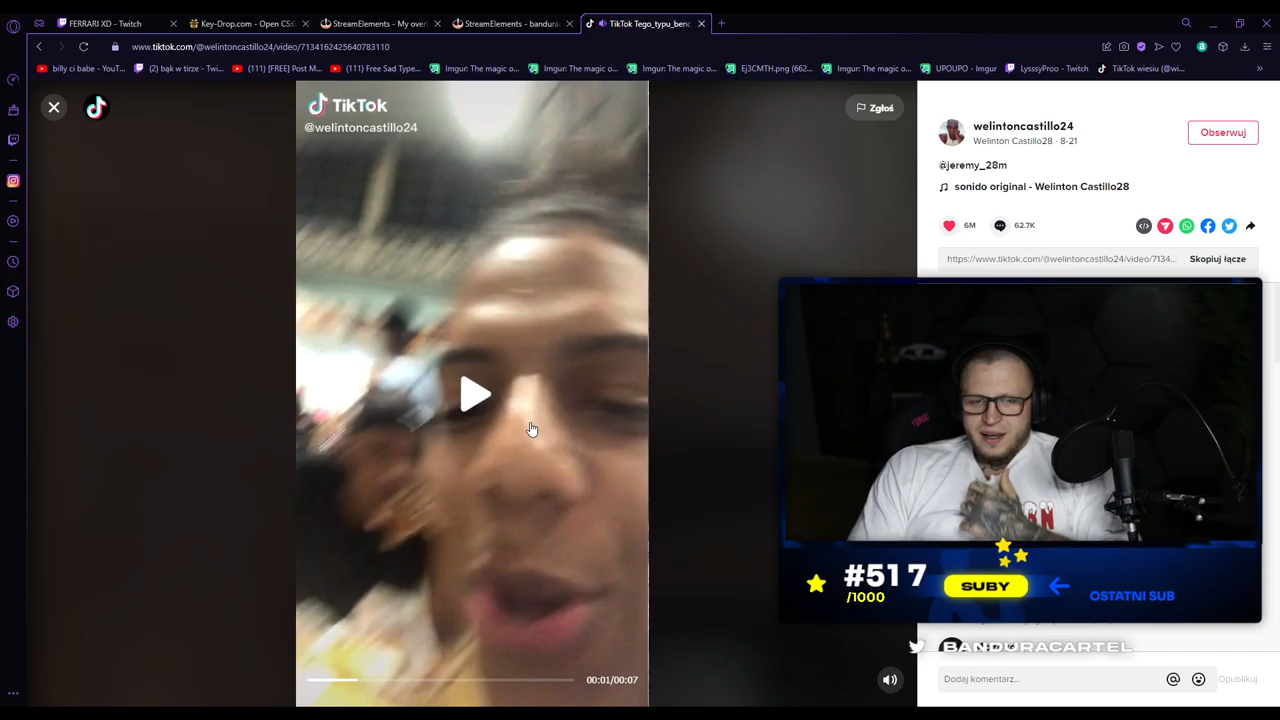 FERRARI XD - Twitch
Key-Drop.com - Open CS:G
StreamElements - My over
StreamElements - bandura
TikTok Tego_typu_benc
www.tiktok.com/@welintoncastillo24/video/7134162425640783110
billy ci babe - YouT...
(2) bąk w tirze - Twi...
(111) [FREE] Post M...
(111) Free Sad Type...
Imgur: The magic o...
Imgur: The magic o...
Imgur: The magic o...
Ej3CMTH.png (662...
Imgur: The magic o...
UPOUPO - Imgur
LysssyProo - Twitch
TikTok wiesiu (@wi...
TikTok
@welintoncastillo24
Zgłoś
welintoncastillo24
Welinton Castillo28 · 8-21
Obserwuj
@jeremy_28m
sonido original - Welinton Castillo28
6M
62.7K
https://www.tiktok.com/@welintoncastillo24/video/7134...
Skopiuj łącze
#517
/1000
SUBY
OSTATNI SUB
BANDURACARTEL
00:01/00:07
Dodaj komentarz...
Opublikuj